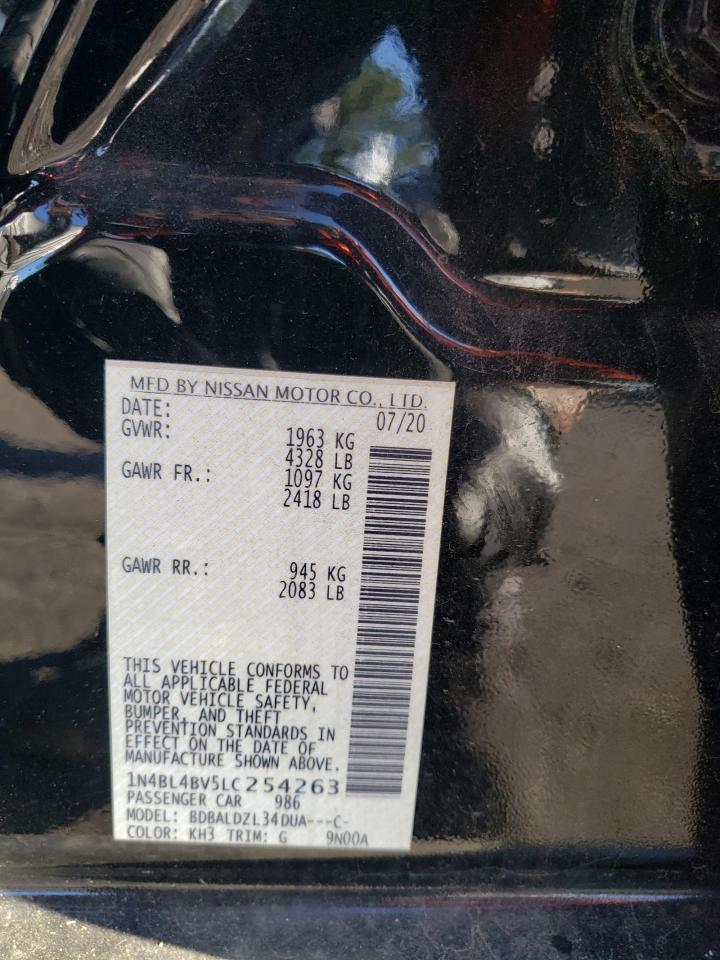 MFD BY NISSAN MOTOR CO., LTD.
DATE: 07/20
GVWR: 1963 KG
4328 LB
GAWR FR.: 1097 KG
2418 LB
GAWR RR.: 945 KG
2083 LB
THIS VEHICLE CONFORMS TO
ALL APPLICABLE FEDERAL
MOTOR VEHICLE SAFETY,
BUMPER, AND THEFT
PREVENTION STANDARDS IN
EFFECT ON THE DATE OF
MANUFACTURE SHOWN ABOVE.
1N4BL4BV5LC254263
PASSENGER CAR 986
MODEL: BDBALDZL34DUA---C-
COLOR: KH3 TRIM: G 9N00A